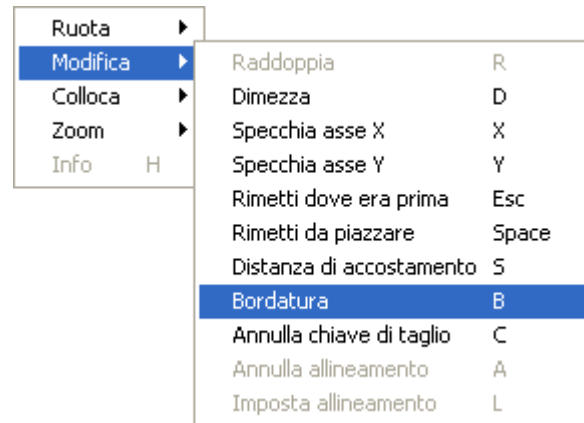 Ruota
Modifica
Colloca
Zoom
Info H
Raddoppia R
Dimezza D
Specchia asse X X
Specchia asse Y Y
Rimetti dove era prima Esc
Rimetti da piazzare Space
Distanza di accostamento S
Bordatura B
Annulla chiave di taglio C
Annulla allineamento A
Imposta allineamento L